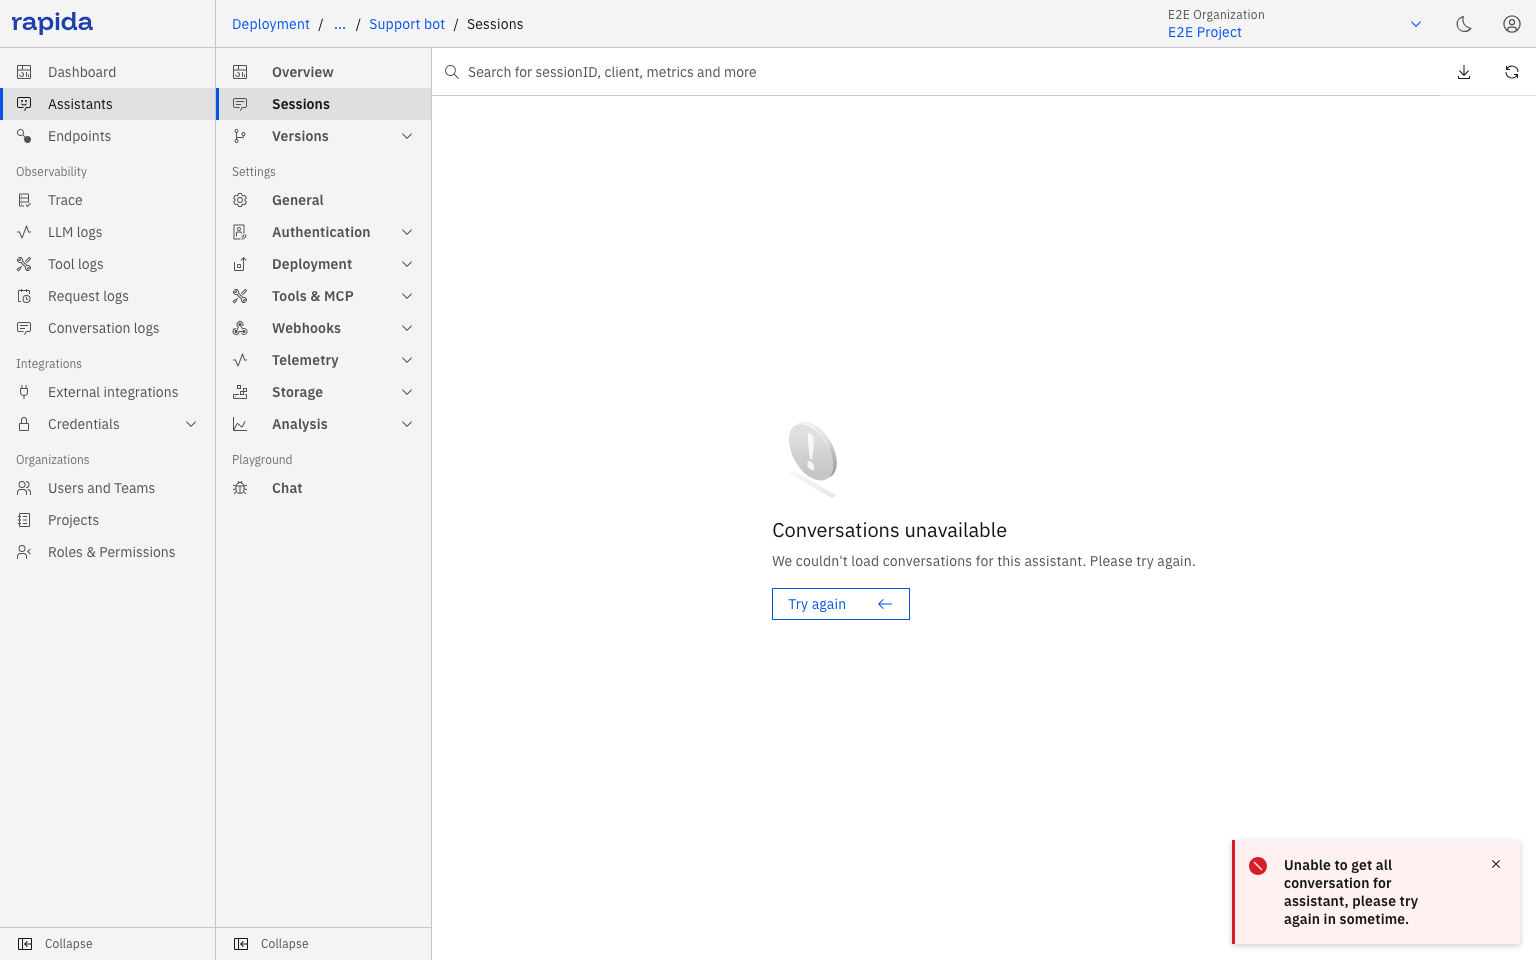 rapida
Deployment / ... / Support bot / Sessions
E2E Organization
E2E Project
Dashboard
Assistants
Endpoints
Observability
Trace
LLM logs
Tool logs
Request logs
Conversation logs
Integrations
External integrations
Credentials
Organizations
Users and Teams
Projects
Roles & Permissions
Collapse
Overview
Sessions
Versions
Settings
General
Authentication
Deployment
Tools & MCP
Webhooks
Telemetry
Storage
Analysis
Playground
Chat
Collapse
Search for sessionID, client, metrics and more
Conversations unavailable
We couldn't load conversations for this assistant. Please try again.
Try again
Unable to get all
conversation for
assistant, please try
again in sometime.